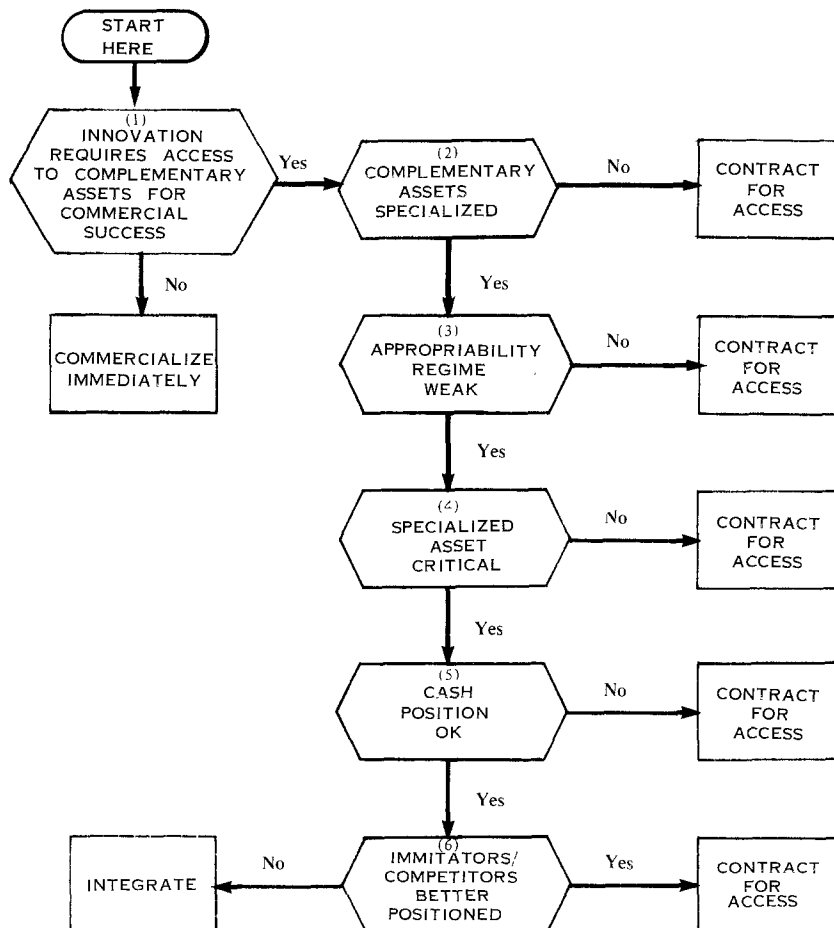 START
HERE
(1)
INNOVATION
REQUIRES ACCESS
TO COMPLEMENTARY
ASSETS FOR
COMMERCIAL
SUCCESS
Yes
(2)
COMPLEMENTARY
ASSETS
SPECIALIZED
No
CONTRACT
FOR
ACCESS
No
COMMERCIALIZE
IMMEDIATELY
Yes
(3)
APPROPRIABILITY
REGIME
WEAK
No
CONTRACT
FOR
ACCESS
Yes
(4)
SPECIALIZED
ASSET
CRITICAL
No
CONTRACT
FOR
ACCESS
Yes
(5)
CASH
POSITION
OK
No
CONTRACT
FOR
ACCESS
Yes
INTEGRATE
No
(6)
IMMITATORS/
COMPETITORS
BETTER
POSITIONED
Yes
CONTRACT
FOR
ACCESS